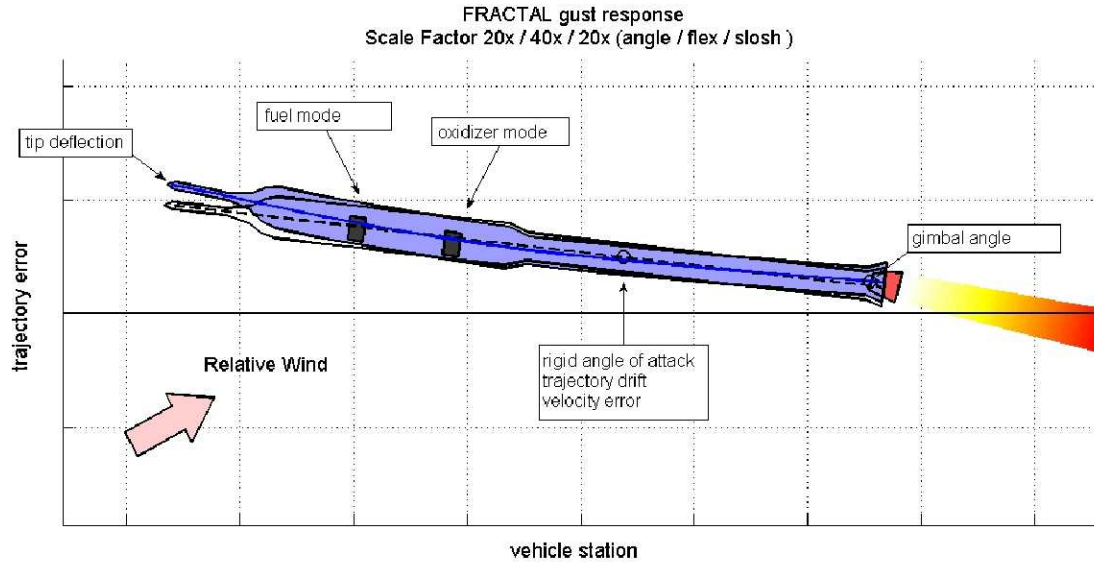 FRACTAL gust response
Scale Factor 20x / 40x / 20x (angle / flex / slosh )
fuel mode
oxidizer mode
tip deflection
gimbal angle
trajectory error
Relative Wind
rigid angle of attack
trajectory drift
velocity error
vehicle station